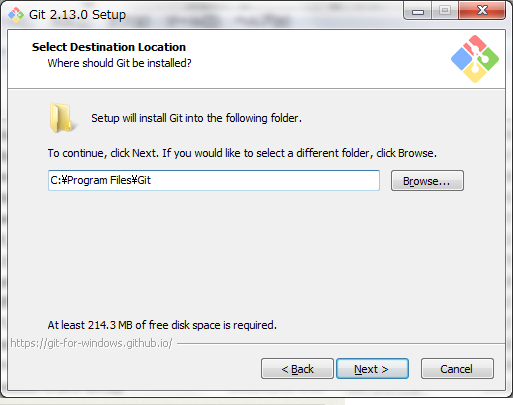 Git 2.13.0 Setup
Select Destination Location
Where should Git be installed?
Setup will install Git into the following folder.
To continue, click Next. If you would like to select a different folder, click Browse.
C:¥Program Files¥Git
Browse...
At least 214.3 MB of free disk space is required.
https://git-for-windows.github.io/
< Back
Next >
Cancel